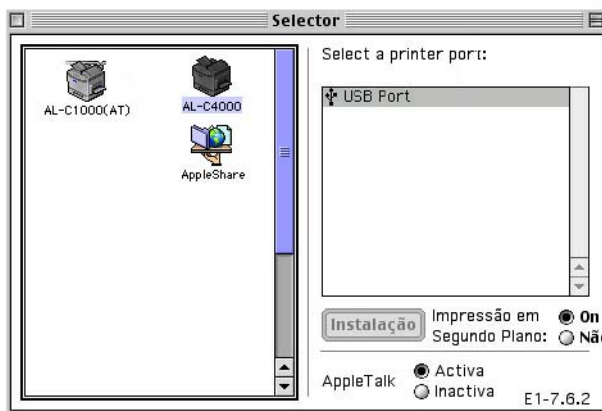 Selector
AL-C1000(AT)
AL-C4000
AppleShare
Select a printer port:
USB Port
Instalação
Impressão em
Segundo Plano:
On
Não
AppleTalk
Activa
Inactiva
E1-7.6.2